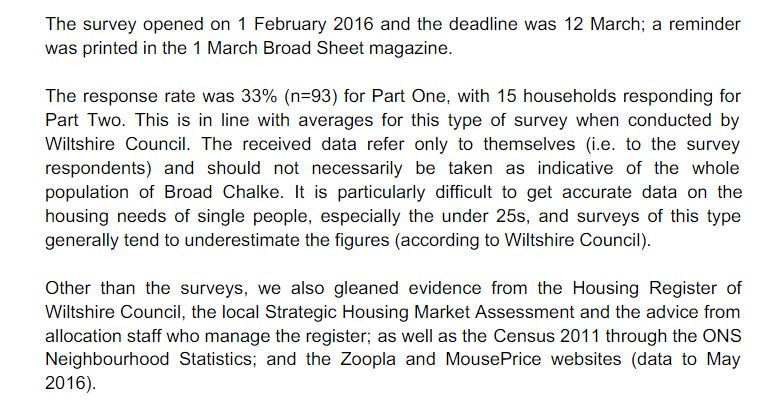 The survey opened on 1 February 2016 and the deadline was 12 March; a reminder
was printed in the 1 March Broad Sheet magazine.
The response rate was 33% (n=93) for Part One, with 15 households responding for
Part Two. This is in line with averages for this type of survey when conducted by
Wiltshire Council. The received data refer only to themselves (i.e. to the survey
respondents) and should not necessarily be taken as indicative of the whole
population of Broad Chalke. It is particularly difficult to get accurate data on the
housing needs of single people, especially the under 25s, and surveys of this type
generally tend to underestimate the figures (according to Wiltshire Council).
Other than the surveys, we also gleaned evidence from the Housing Register of
Wiltshire Council, the local Strategic Housing Market Assessment and the advice from
allocation staff who manage the register; as well as the Census 2011 through the ONS
Neighbourhood Statistics; and the Zoopla and MousePrice websites (data to May
2016).